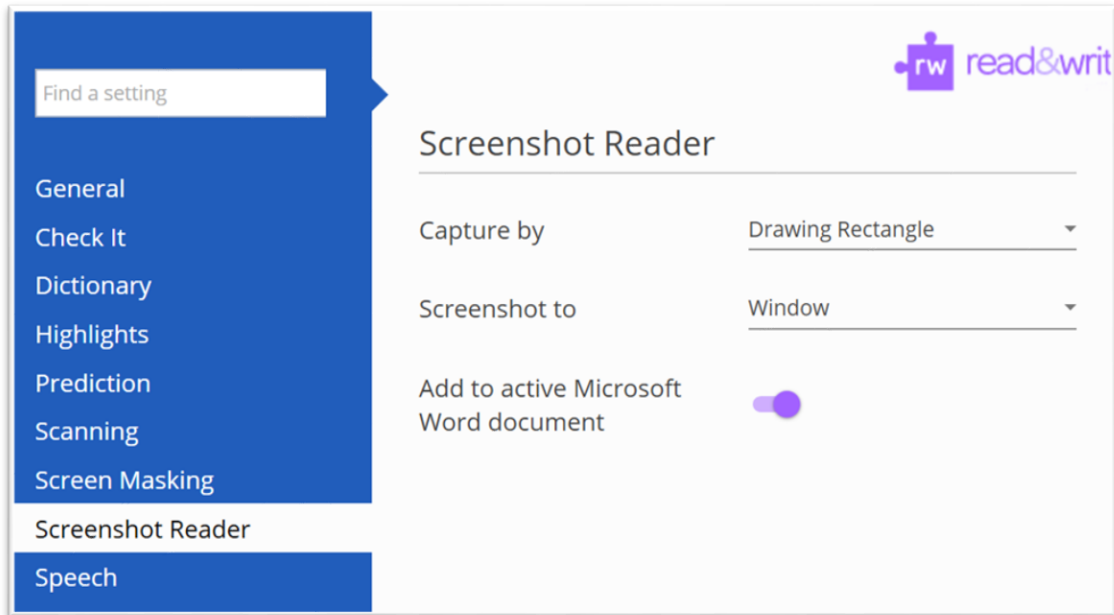 Find a setting
General
Check It
Dictionary
Highlights
Prediction
Scanning
Screen Masking
Screenshot Reader
Speech
rw read&writ
Screenshot Reader
Capture by Drawing Rectangle
Screenshot to Window
Add to active Microsoft
Word document